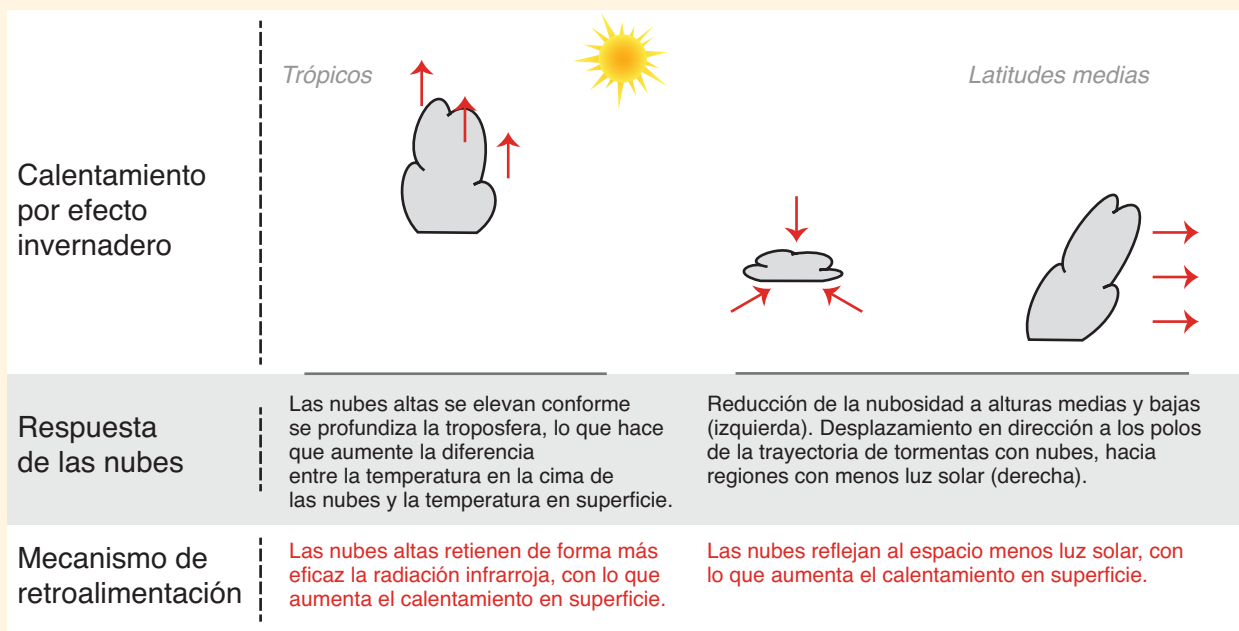 Trópicos
Latitudes medias
Calentamiento
por efecto
invernadero
Respuesta
de las nubes
Las nubes altas se elevan conforme
se profundiza la troposfera, lo que hace
que aumente la diferencia
entre la temperatura en la cima de
las nubes y la temperatura en superficie.
Reducción de la nubosidad a alturas medias y bajas
(izquierda). Desplazamiento en dirección a los polos
de la trayectoria de tormentas con nubes, hacia
regiones con menos luz solar (derecha).
Mecanismo de
retroalimentación
Las nubes altas retienen de forma más
eficaz la radiación infrarroja, con lo que
aumenta el calentamiento en superficie.
Las nubes reflejan al espacio menos luz solar, con
lo que aumenta el calentamiento en superficie.